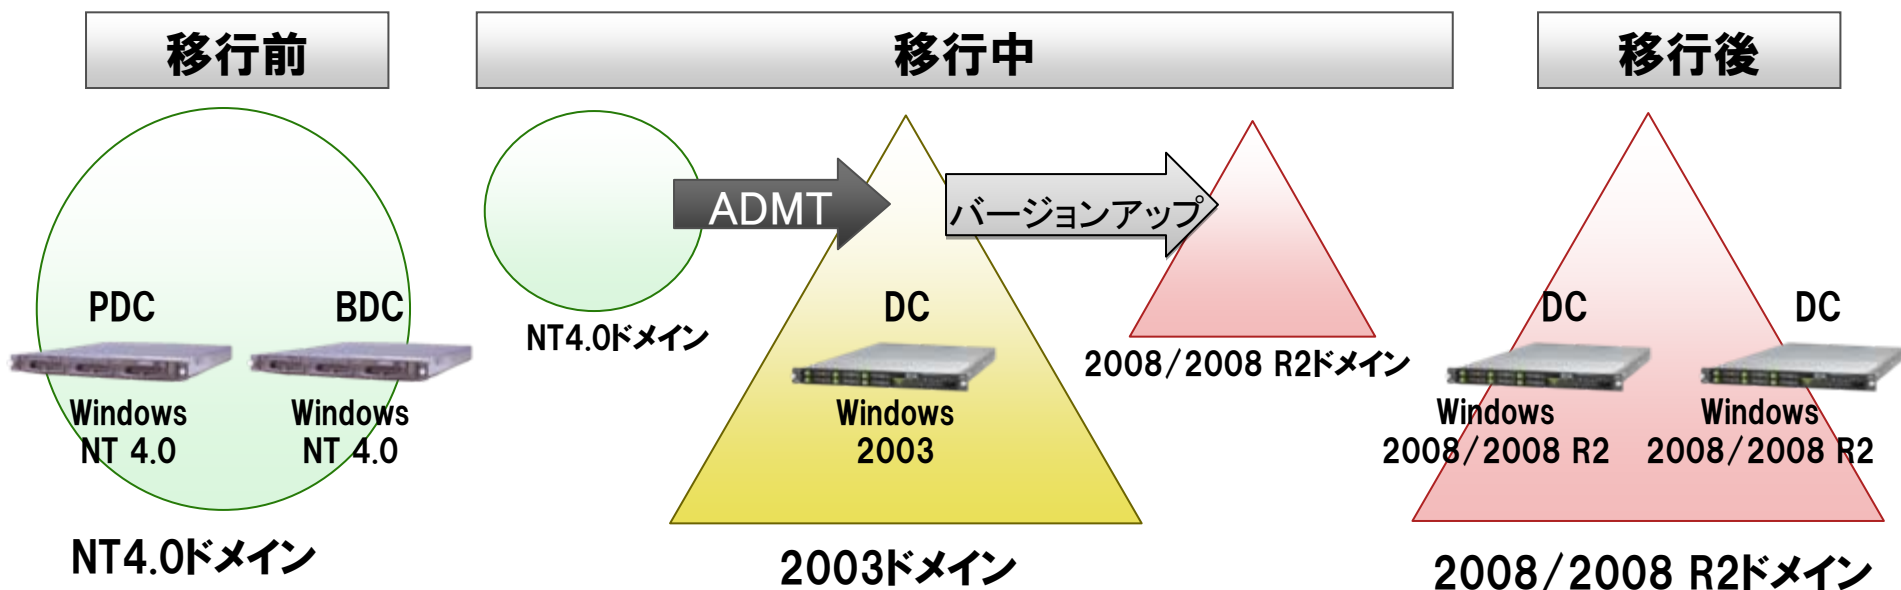 移行前
移行中
移行後
PDC
BDC
Windows
NT 4.0
Windows
NT 4.0
NT4.0ドメイン
ADMT
バージョンアップ
NT4.0ドメイン
DC
Windows
2003
2003ドメイン
2008/2008 R2ドメイン
DC
DC
Windows
2008/2008 R2
Windows
2008/2008 R2
2008/2008 R2ドメイン